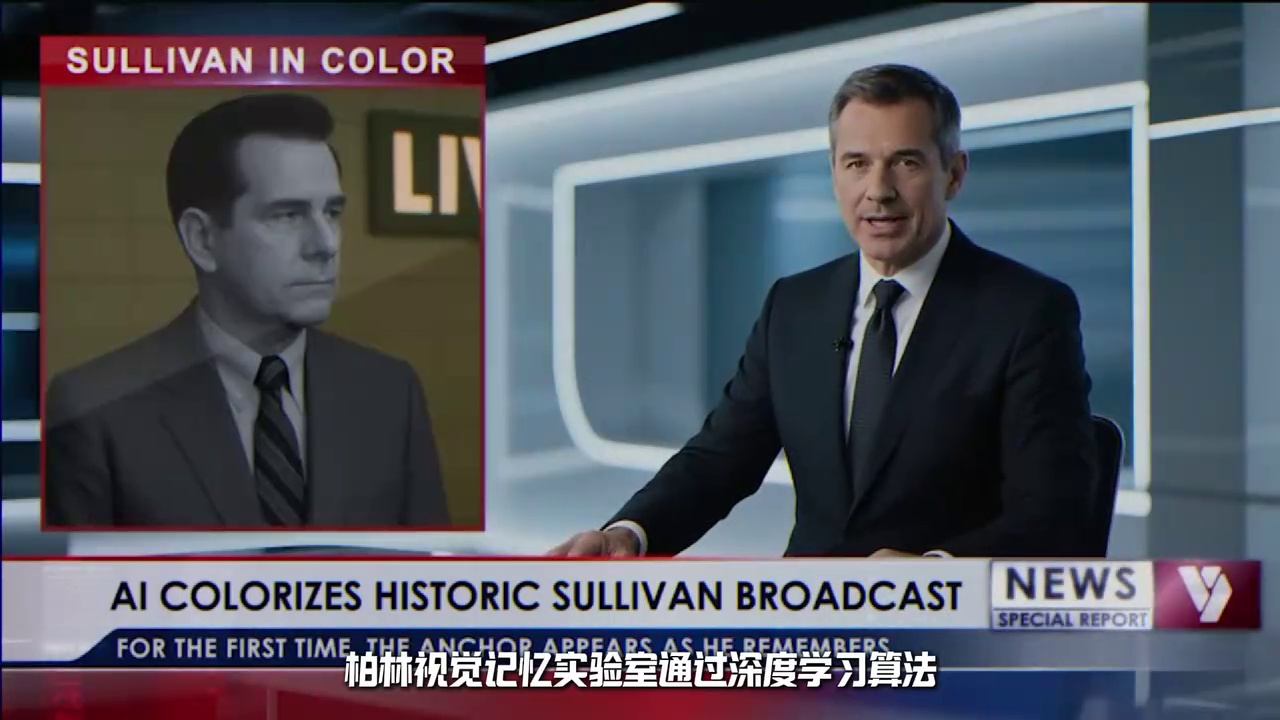 SULLIVAN IN COLOR
LIV
AI COLORIZES HISTORIC SULLIVAN BROADCAST
NEWS
SPECIAL REPORT
FOR THE FIRST TIME, THE ANCHOR APPEARS AS HE REMEMBERS
柏林视觉记忆实验室通过深度学习算法